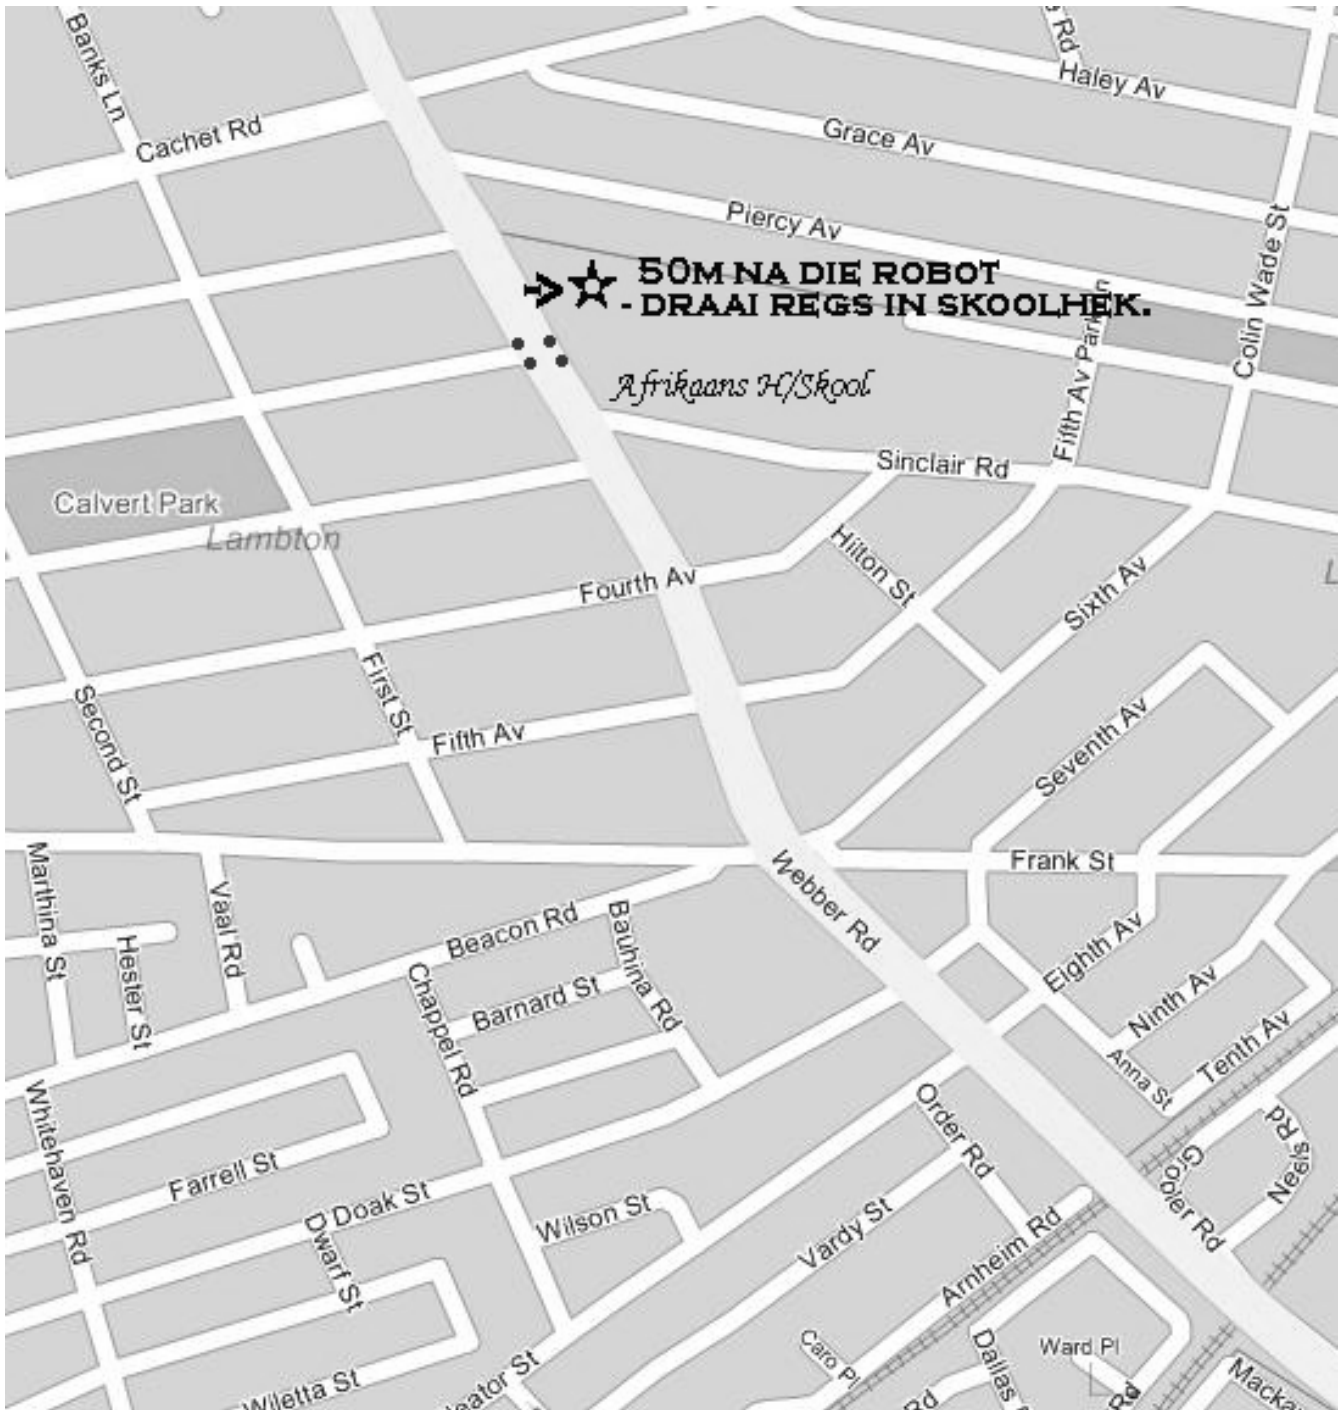 Banks Ln
Rd
Haley Av
Cachet Rd
Grace Av
Piercy Av
Colin Wade St
50M NA DIE ROBOT
- DRAAI REGS IN SKOOLHEK.
Afrikaans H/Skool
Fifth Av Park Ln
Sinclair Rd
Calvert Park
Lambton
Hilton St
Fourth Av
Sixth Av
First St
Second St
Fifth Av
Seventh Av
Frank St
Webber Rd
Marthina St
Vaal Rd
Hester St
Beacon Rd
Bauhina Rd
Barnard St
Chappel Rd
Eighth Av
Ninth Av
Tenth Av
Anna St
Whitehaven Rd
Order Rd
Neels Rd
Farrell St
Doak St
Dwarf St
Wilson St
Vardy St
Arnheim Rd
Caro Pl
Ward Pl
Dallas
Wiletta St
Rd
Rd